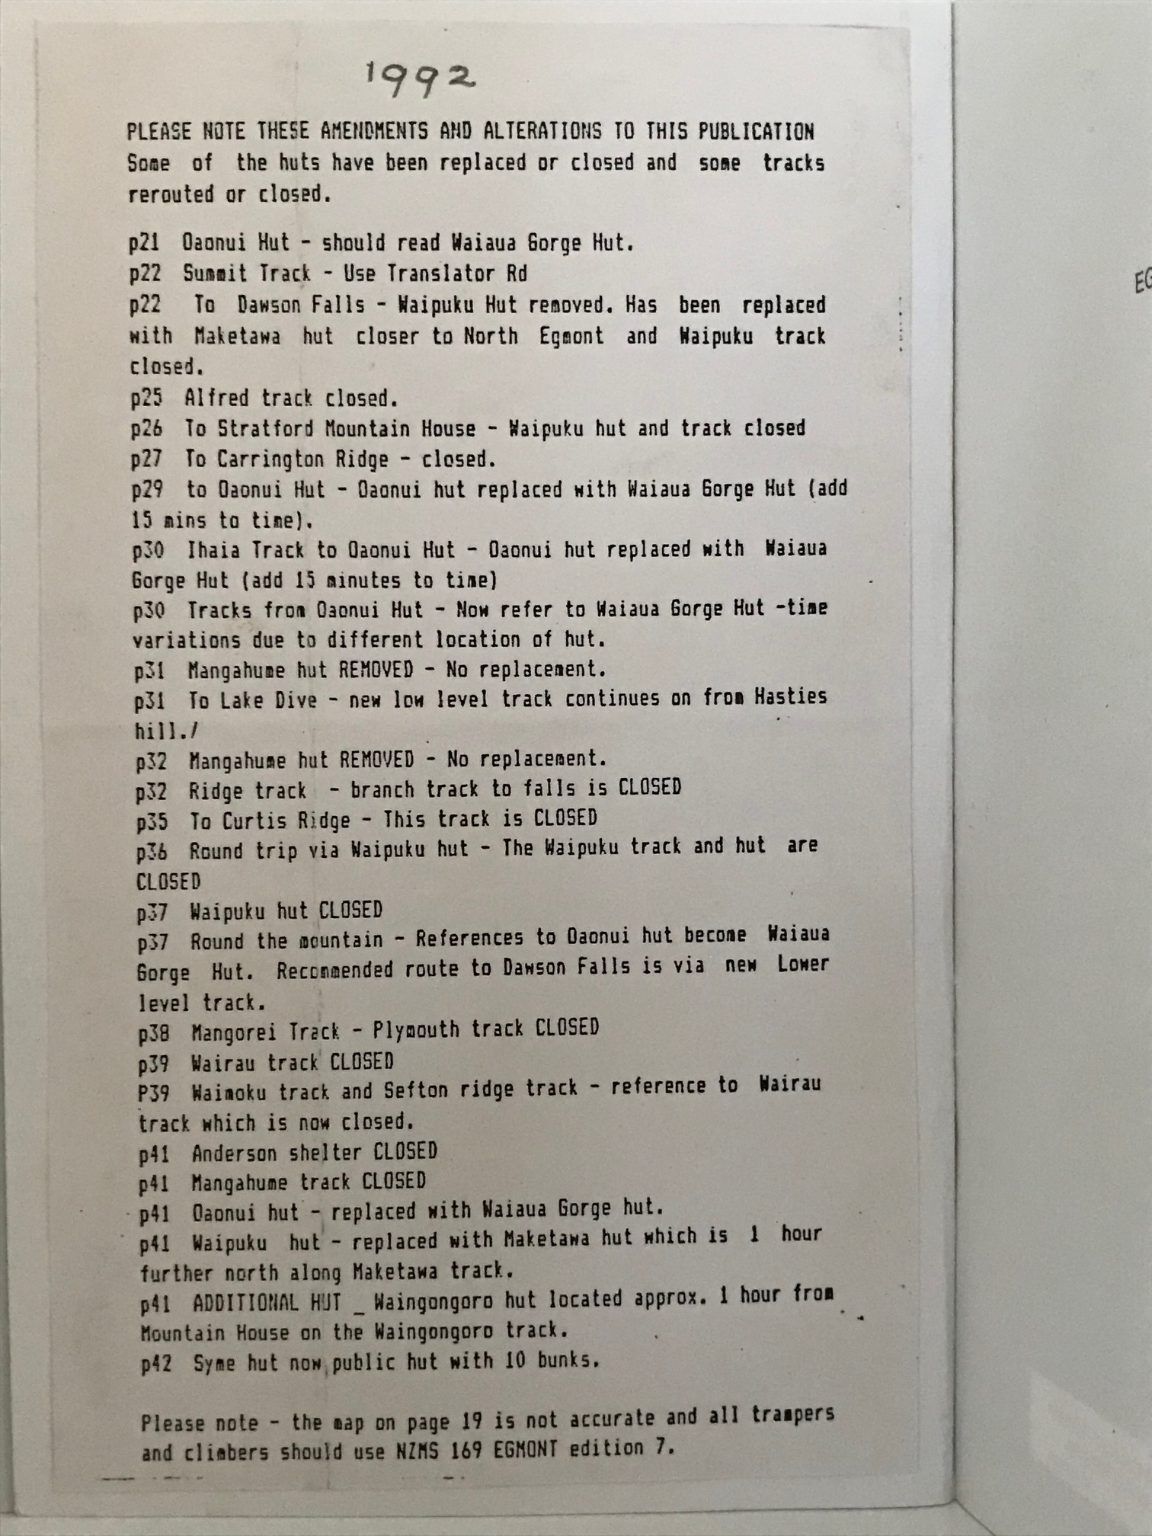 1992
PLEASE NOTE THESE AMENDMENTS AND ALTERATIONS TO THIS PUBLICATION
Some of the huts have been replaced or closed and some tracks
rerouted or closed.
p21 Oaonui Hut - should read Waiaua Gorge Hut.
p22 Summit Track - Use Translator Rd
p22 To Dawson Falls - Waipuku Hut removed. Has been replaced
with Maketawa hut closer to North Egmont and Waipuku track
closed.
p25 Alfred track closed.
p26 To Stratford Mountain House - Waipuku hut and track closed
p27 To Carrington Ridge - closed.
p29 to Oaonui Hut - Oaonui hut replaced with Waiaua Gorge Hut (add
15 mins to time).
p30 Ihaia Track to Oaonui Hut - Oaonui hut replaced with Waiaua
Gorge Hut (add 15 minutes to time)
p30 Tracks from Oaonui Hut - Now refer to Waiaua Gorge Hut -time
variations due to different location of hut.
p31 Mangahume hut REMOVED - No replacement.
p31 To Lake Dive - new low level track continues on from Hasties
hill./
p32 Mangahume hut REMOVED - No replacement.
p32 Ridge track - branch track to falls is CLOSED
p35 To Curtis Ridge - This track is CLOSED
p36 Round trip via Waipuku hut - The Waipuku track and hut are
CLOSED
p37 Waipuku hut CLOSED
p37 Round the mountain - References to Oaonui hut become Waiaua
Gorge Hut. Recommended route to Dawson Falls is via new Lower
level track.
p38 Mangorei Track - Plymouth track CLOSED
p39 Wairau track CLOSED
P39 Waimoku track and Sefton ridge track - reference to Wairau
track which is now closed.
p41 Anderson shelter CLOSED
p41 Mangahume track CLOSED
p41 Oaonui hut - replaced with Waiaua Gorge hut.
p41 Waipuku hut - replaced with Maketawa hut which is 1 hour
further north along Maketawa track.
p41 ADDITIONAL HUT _ Waingongoro hut located approx. 1 hour from
Mountain House on the Waingongoro track.
p42 Syme hut now public hut with 10 bunks.
Please note - the map on page 19 is not accurate and all trampers
and climbers should use NZMS 169 EGMONT edition 7.
EG